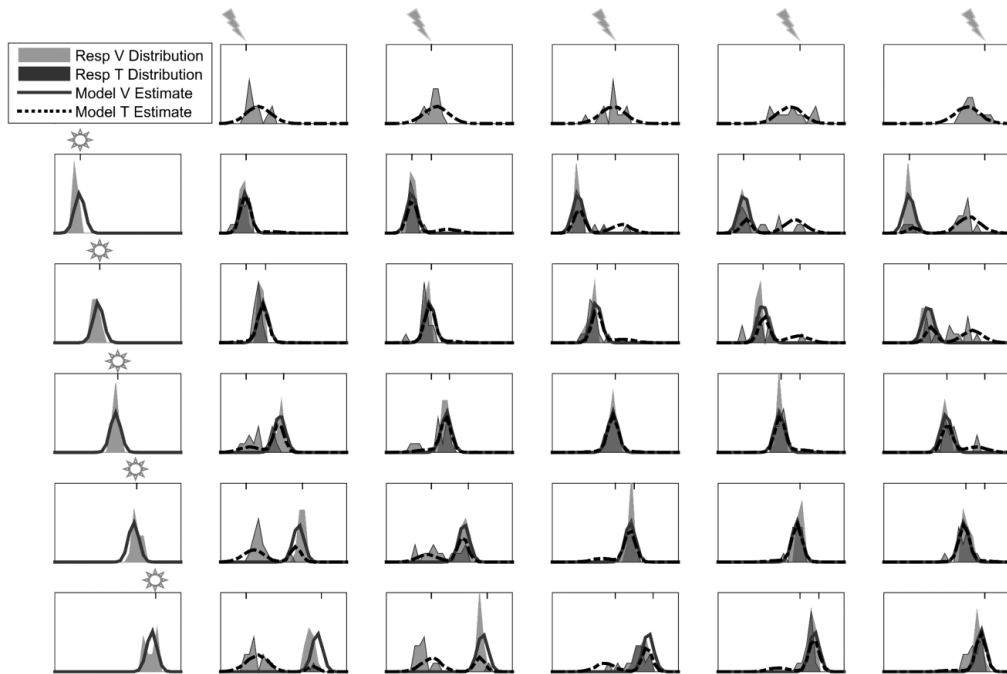 Resp V Distribution
Resp T Distribution
Model V Estimate
Model T Estimate